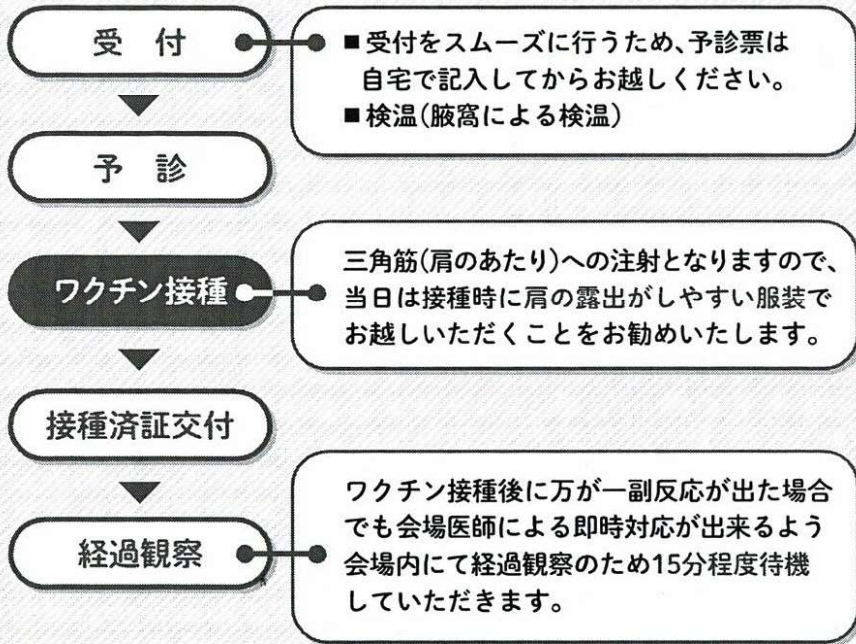 受　付
■受付をスムーズに行うため、予診票は
自宅で記入してからお越しください。
■検温(腋窩による検温)
予　診
ワクチン接種
三角筋(肩のあたり)への注射となりますので、
当日は接種時に肩の露出がしやすい服装で
お越しいただくことをお勧めいたします。
接種済証交付
経過観察
ワクチン接種後に万が一副反応が出た場合
でも会場医師による即時対応が出来るよう
会場内にて経過観察のため15分程度待機
していただきます。